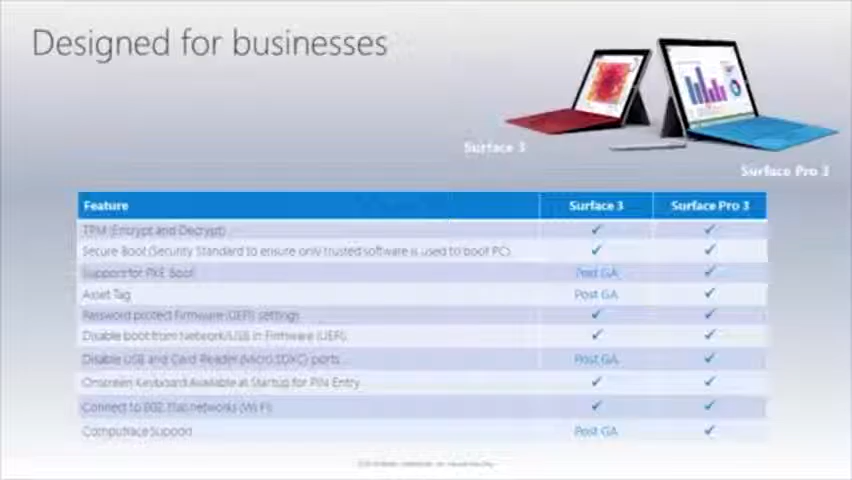 Designed for businesses
Surface 3
Surface Pro 3
Feature Surface 3 Surface Pro 3
TPM (Encrypt and Decrypt) ✓ ✓
Secure Boot (Security Standard to ensure only trusted software is used to boot PC) ✓ ✓
Support for PXE Boot Post GA ✓
Asset Tag Post GA ✓
Password proted Firmware (UEFI) settings ✓ ✓
Disable boot from Network/USB in Firmware (UEFI) ✓ ✓
Disable USB and Card Reader (Micro SDXC) ports Post GA ✓
Onscreen Keyboard Available at Startup for PIN Entry ✓ ✓
Connect to networks (Wi Fi) ✓ ✓
Computrace Support Post GA ✓